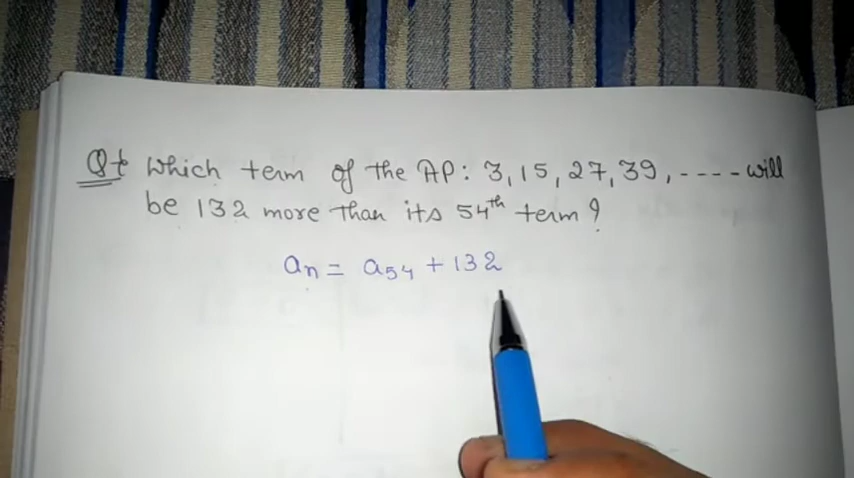 Qt Which term of the AP: 3, 15, 27, 39, ---- will
be 132 more than its 54th term?
an = a54 + 132